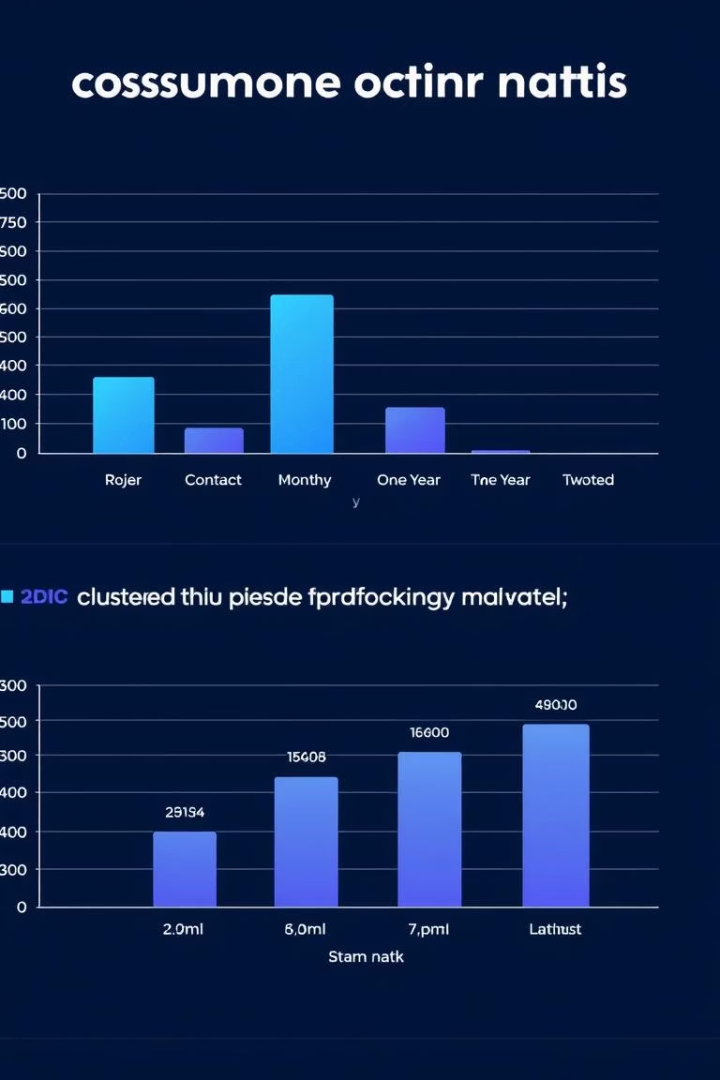 cosssumone octinr nattis
500
750
500
500
600
500
400
400
100
0
Rojer Contact Monthy One Year Tne Year Twoted
y
2DIC clustered thiu piesde fprdfockingy malvatel;
300
500
300
400
400
300
0
29194 15408 16600
2.0ml 6,0ml 7,pml Lathust
Stam natk